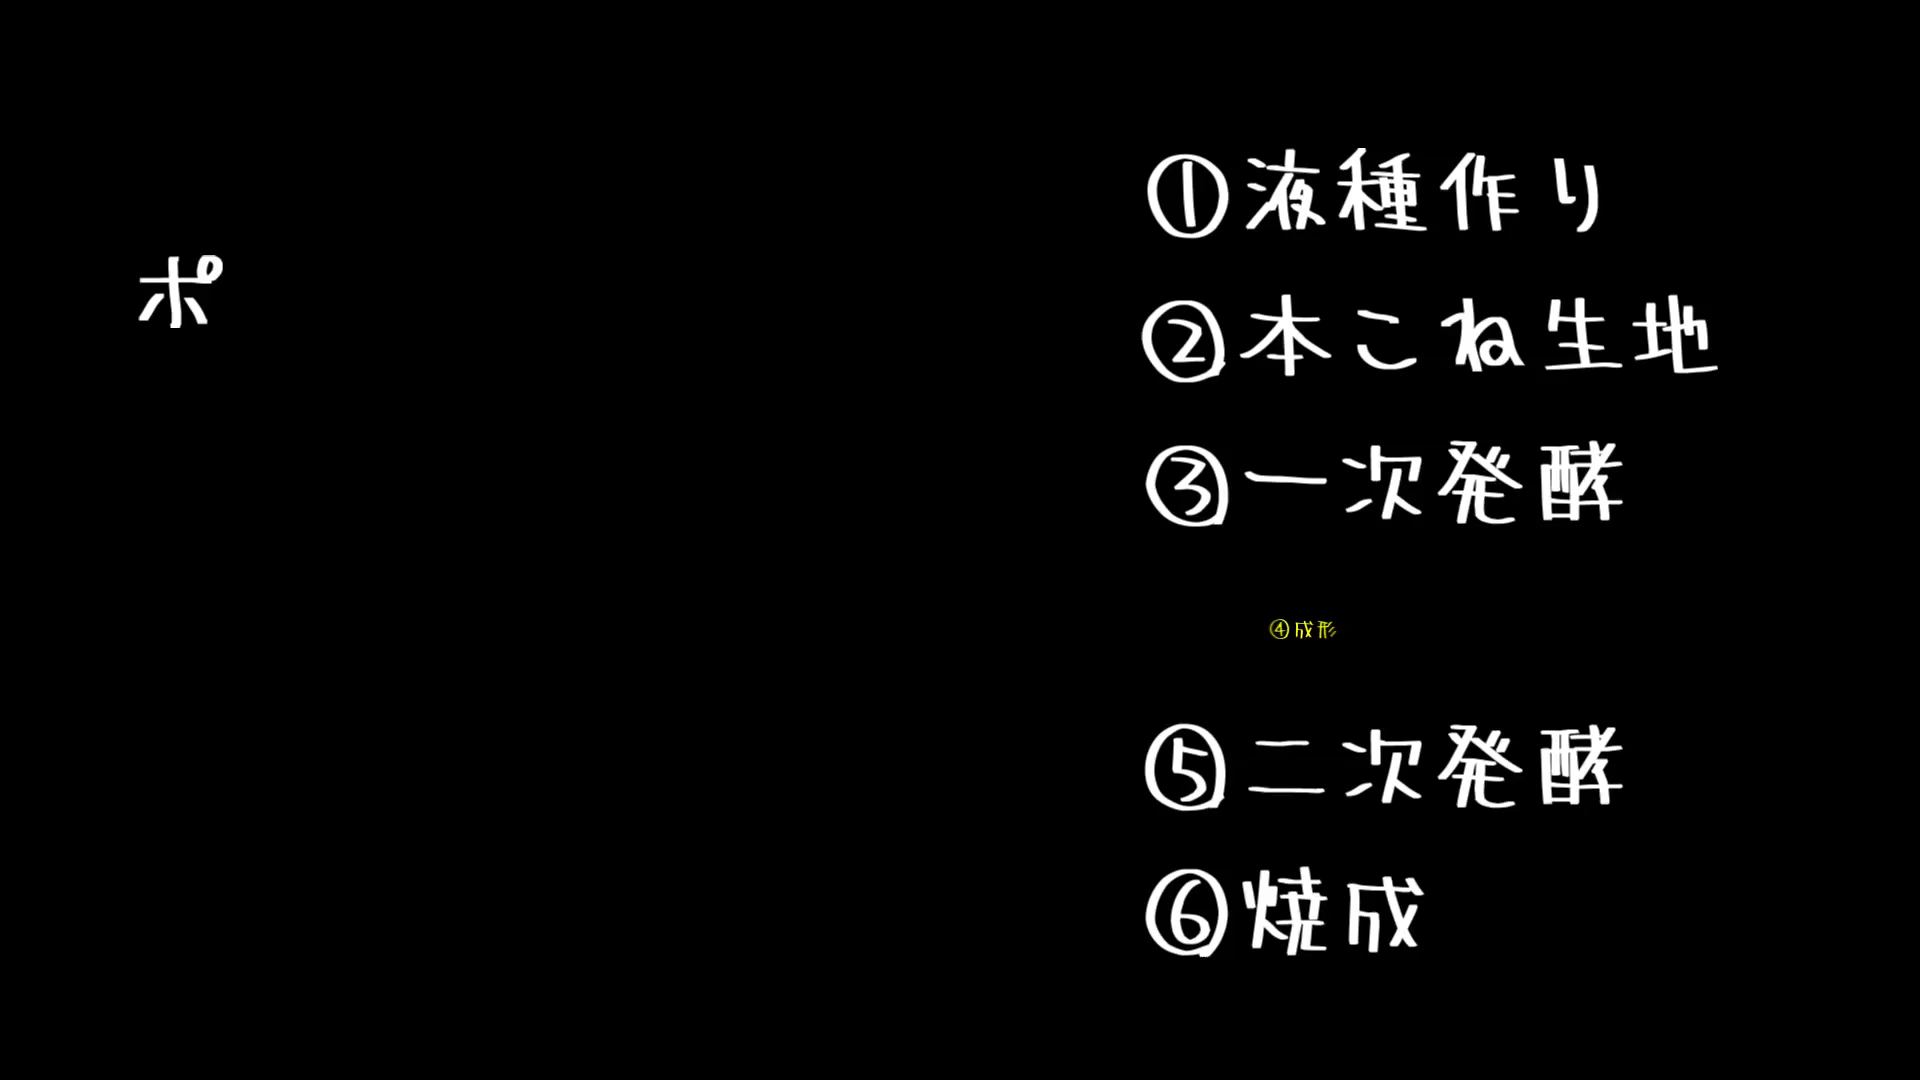 ポ
①液種作り
②本こね生地
③一次発酵
④成形
⑤二次発酵
⑥焼成